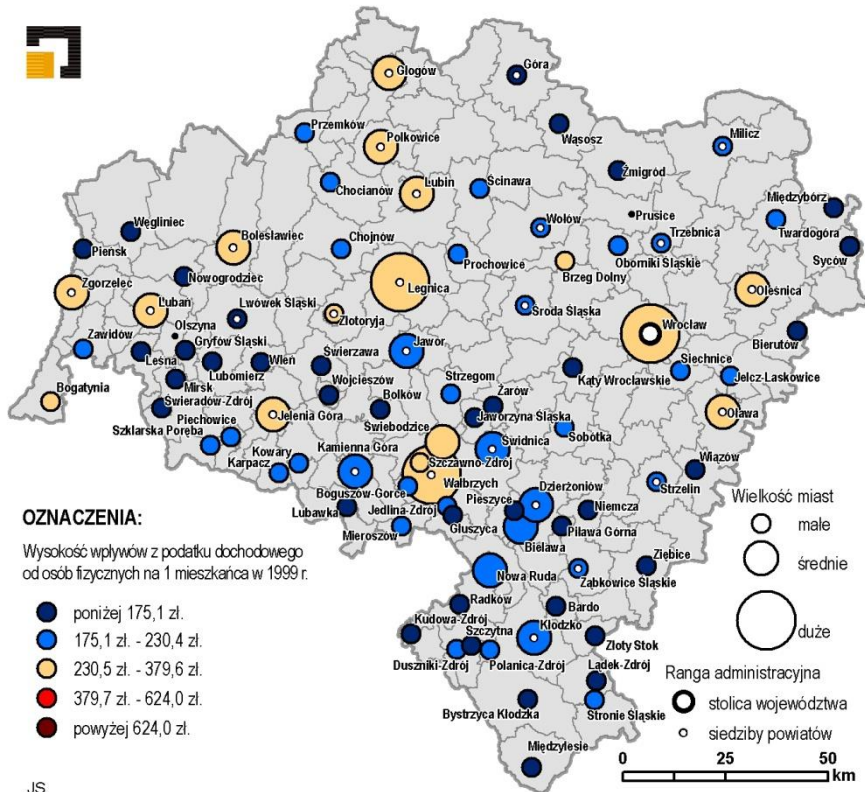 Głogów
Góra
Przemków
Wąsosz
Milicz
Polkowice
Żmigród
Chocianów
Lubin
Ścinawa
Międzybórz
Prusice
Twardogóra
Węgliniec
Wołów
Trzebnica
Bolesławiec
Chojnów
Syców
Pieńsk
Prochowice
Oborniki Śląskie
Nowogrodziec
Brzeg Dolny
Zgorzelec
Legnica
Oleśnica
Lubań
Lwówek Śląski
Złotoryja
Środa Śląska
Wrocław
Olszyna
Zawidów
Gryfów Śląski
Jawor
Bierutów
Leśna
Lubomierz
Wleń
Świerzawa
Siechnice
Mirsk
Strzegom
Kąty Wrocławskie
Jelcz-Laskowice
Bogatynia
Wojcieszów
Żarów
Świeradów-Zdrój
Bolków
Jaworzyna Śląska
Oława
Piechowice
Jelenia Góra
Świebodzice
Szklarska Poręba
Sobótka
Kowary
Kamienna Góra
Świdnica
Karpacz
Szczawno-Zdrój
Wiązów
Wałbrzych
Boguszów-Gorce
Dzierżoniów
Strzelin
Lubawka
Jedlina-Zdrój
Pieszyce
Niemcza
Mieroszów
Głuszyca
Piława Górna
Bielawa
Ziębice
Nowa Ruda
Ząbkowice Śląskie
Radków
Bardo
Kudowa-Zdrój
Szczytna
Kłodzko
Złoty Stok
Duszniki-Zdrój
Polanica-Zdrój
Lądek-Zdrój
Bystrzyca Kłodzka
Stronie Śląskie
Międzylesie
OZNACZENIA:
Wysokość wpływów z podatku dochodowego
od osób fizycznych na 1 mieszkańca w 1999 r.
poniżej 175,1 zł.
175,1 zł. - 230,4 zł.
230,5 zł. - 379,6 zł.
379,7 zł. - 624,0 zł.
powyżej 624,0 zł.
JS
Wielkość miast
małe
średnie
duże
Ranga administracyjna
stolica województwa
siedziby powiatów
0 25 50
km